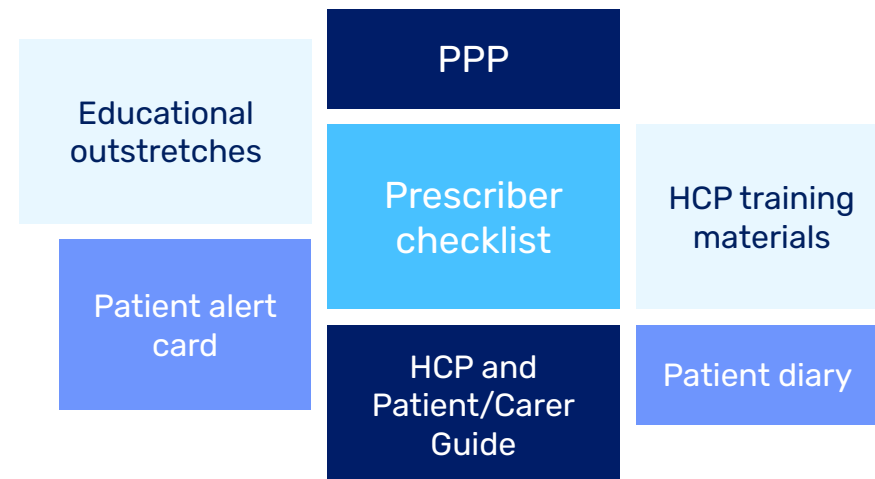 PPP
Educational
outstretches
Prescriber
checklist
HCP training
materials
Patient alert
card
HCP and
Patient/Carer
Guide
Patient diary